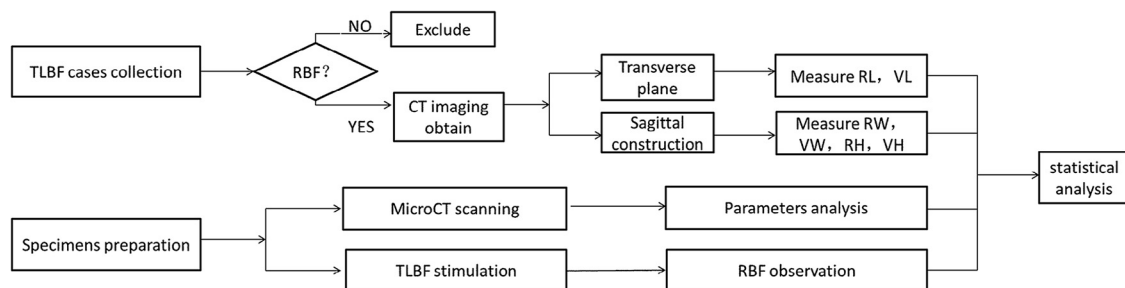 NO
Exclude
TLBF cases collection
RBF？
YES
CT imaging
obtain
Transverse
plane
Measure RL，VL
Sagittal
construction
Measure RW，
VW，RH，VH
statistical
analysis
Specimens preparation
MicroCT scanning
Parameters analysis
TLBF stimulation
RBF observation